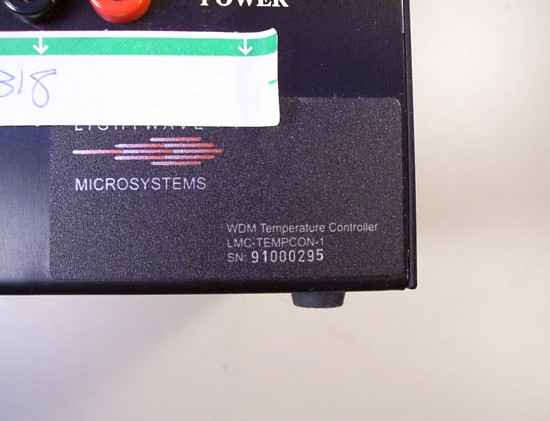 POWER
318
LIGHTWAVE
MICROSYSTEMS
WDM Temperature Controller
LMC-TEMPCON-1
SN: 91000295